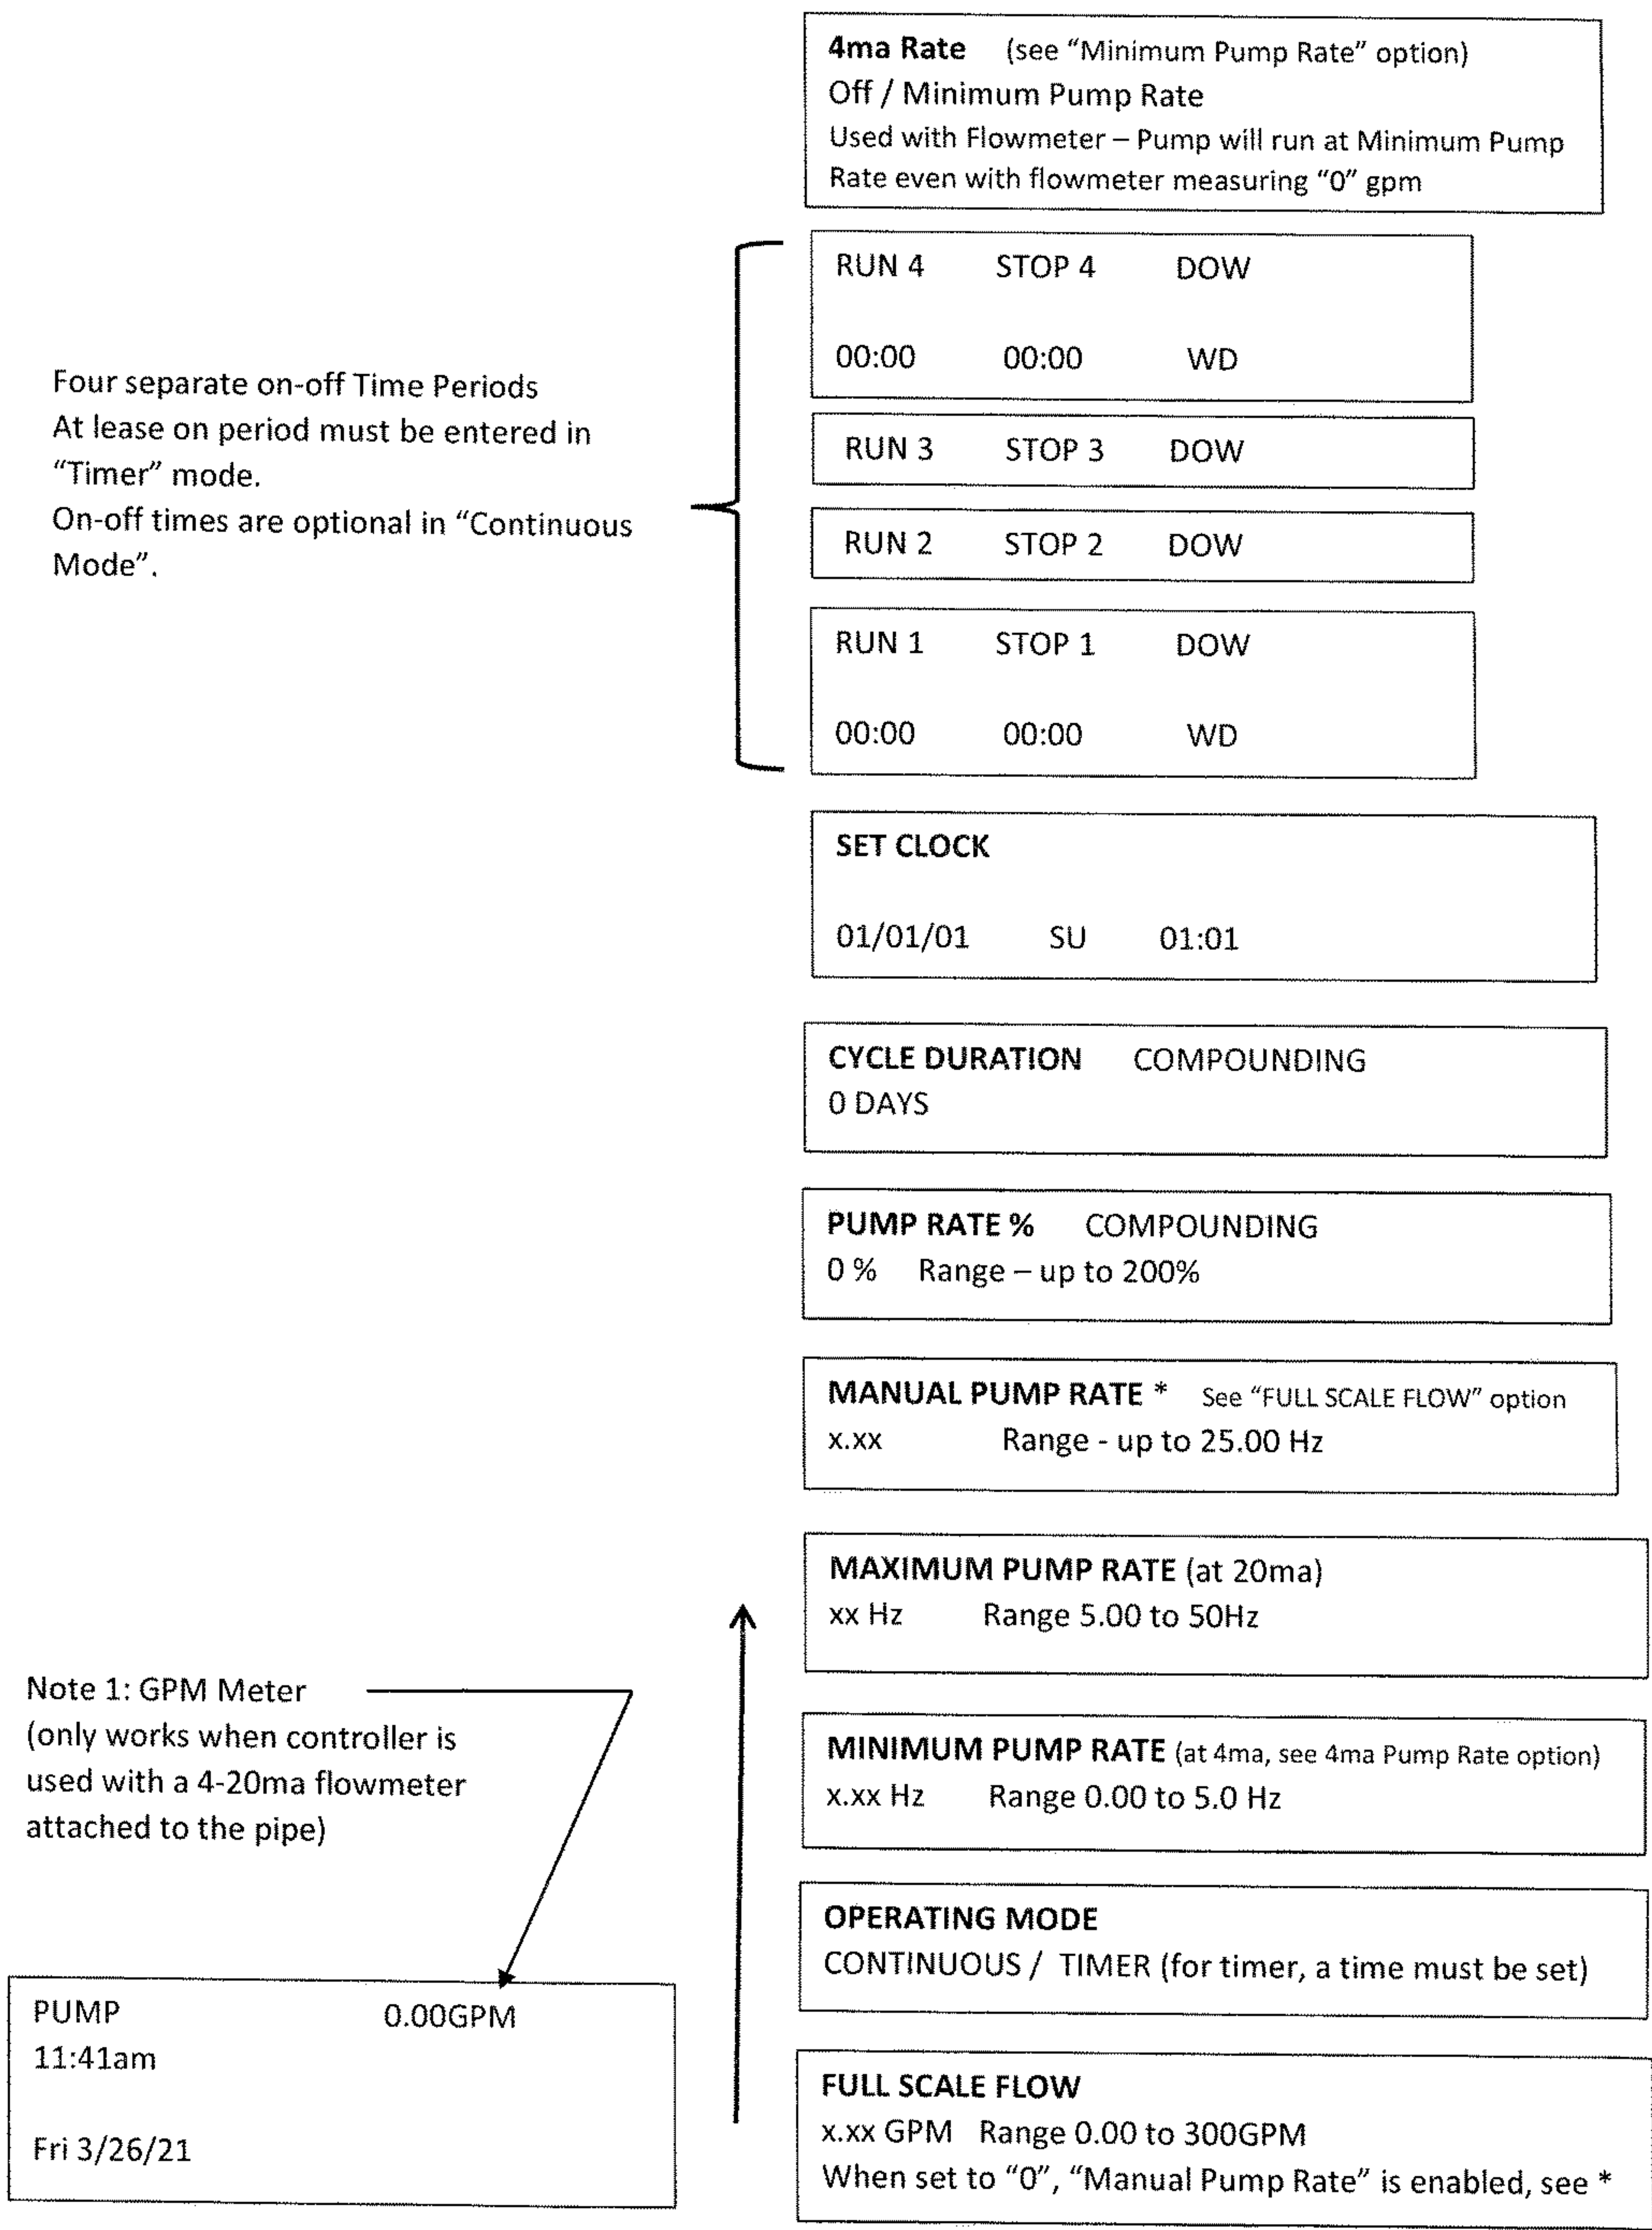 4ma Rate (see “Minimum Pump Rate” option)
Off / Minimum Pump Rate
Used with Flowmeter – Pump will run at Minimum Pump
Rate even with flowmeter measuring “0” gpm
RUN 4 STOP 4 DOW
00:00 00:00 WD
Four separate on-off Time Periods
At lease on period must be entered in
“Timer” mode.
On-off times are optional in “Continuous
Mode”.
RUN 3 STOP 3 DOW
RUN 2 STOP 2 DOW
RUN 1 STOP 1 DOW
00:00 00:00 WD
SET CLOCK
01/01/01 SU 01:01
CYCLE DURATION COMPOUNDING
0 DAYS
PUMP RATE % COMPOUNDING
0 % Range – up to 200%
MANUAL PUMP RATE * See “FULL SCALE FLOW” option
x.xx Range - up to 25.00 Hz
MAXIMUM PUMP RATE (at 20ma)
xx Hz Range 5.00 to 50Hz
Note 1: GPM Meter
(only works when controller is
used with a 4-20ma flowmeter
attached to the pipe)
MINIMUM PUMP RATE (at 4ma, see 4ma Pump Rate option)
x.xx Hz Range 0.00 to 5.0 Hz
OPERATING MODE
CONTINUOUS / TIMER (for timer, a time must be set)
PUMP 0.00GPM
11:41am
Fri 3/26/21
FULL SCALE FLOW
x.xx GPM Range 0.00 to 300GPM
When set to “0”, “Manual Pump Rate” is enabled, see *